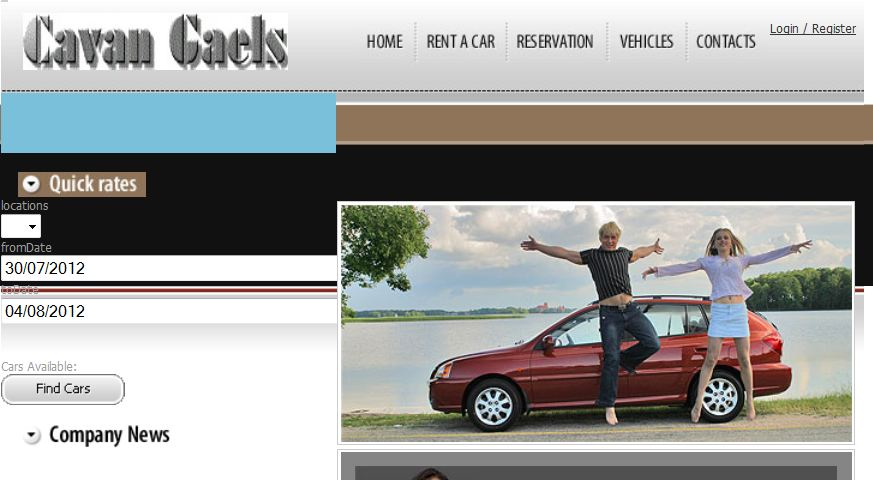 Cavan Gaels
HOME
RENT A CAR
RESERVATION
VEHICLES
CONTACTS
Login / Register
Quick rates
locations
fromDate
30/07/2012
toDate
04/08/2012
Cars Available:
Find Cars
Company News